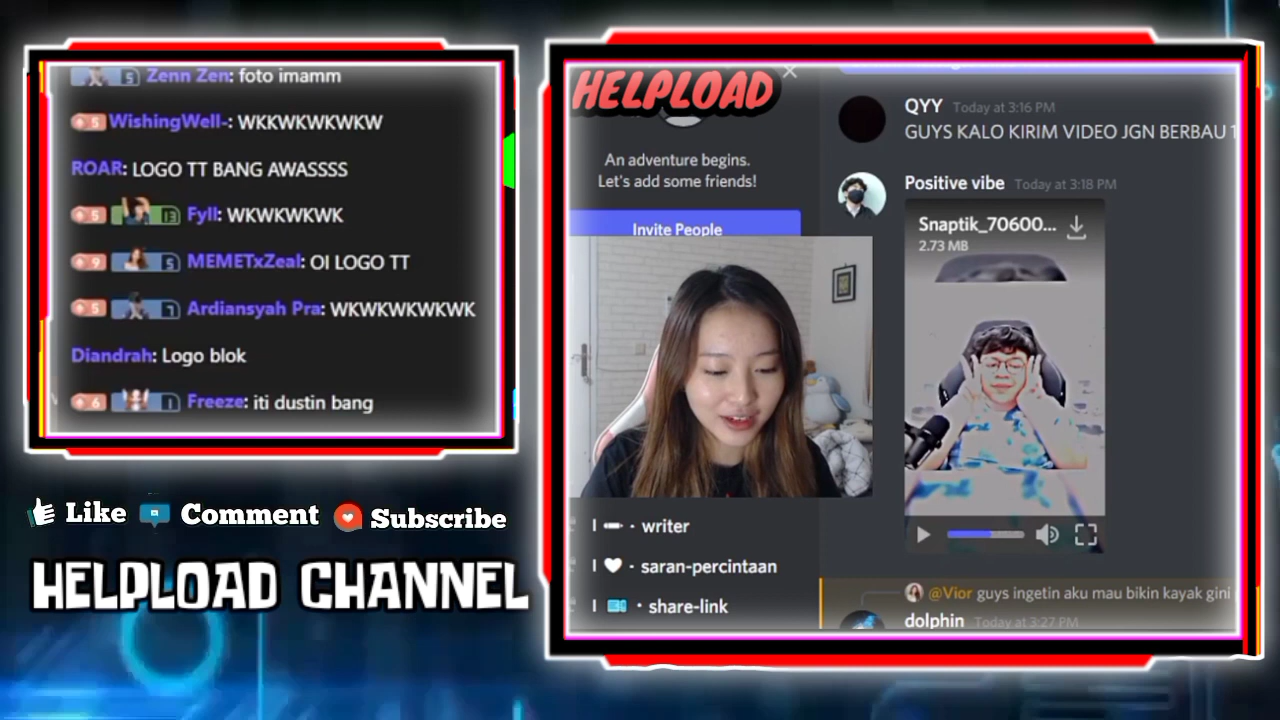 Zenn Zen: foto imamm
WishingWell-: WKKWKWKWKW
ROAR: LOGO TT BANG AWASSSS
Fyll: WKWKWKWK
MEMETxZeal: OI LOGO TT
Ardiansyah Pra: WKWKWKWKWK
Diandrah: Logo blok
Freeze: iti dustin bang
Like Comment Subscribe
HELPLOAD CHANNEL
HELPLOAD
An adventure begins.
Let's add some friends!
Invite People
writer
saran-percintaan
share-link
QYY Today at 3:16 PM
GUYS KALO KIRIM VIDEO JGN BERBAU 1
Positive vibe Today at 3:18 PM
Snaptik_70600...
2.73 MB
@Vior guys ingetin aku mau bikin kayak gini
dolphin Today at 3:27 PM